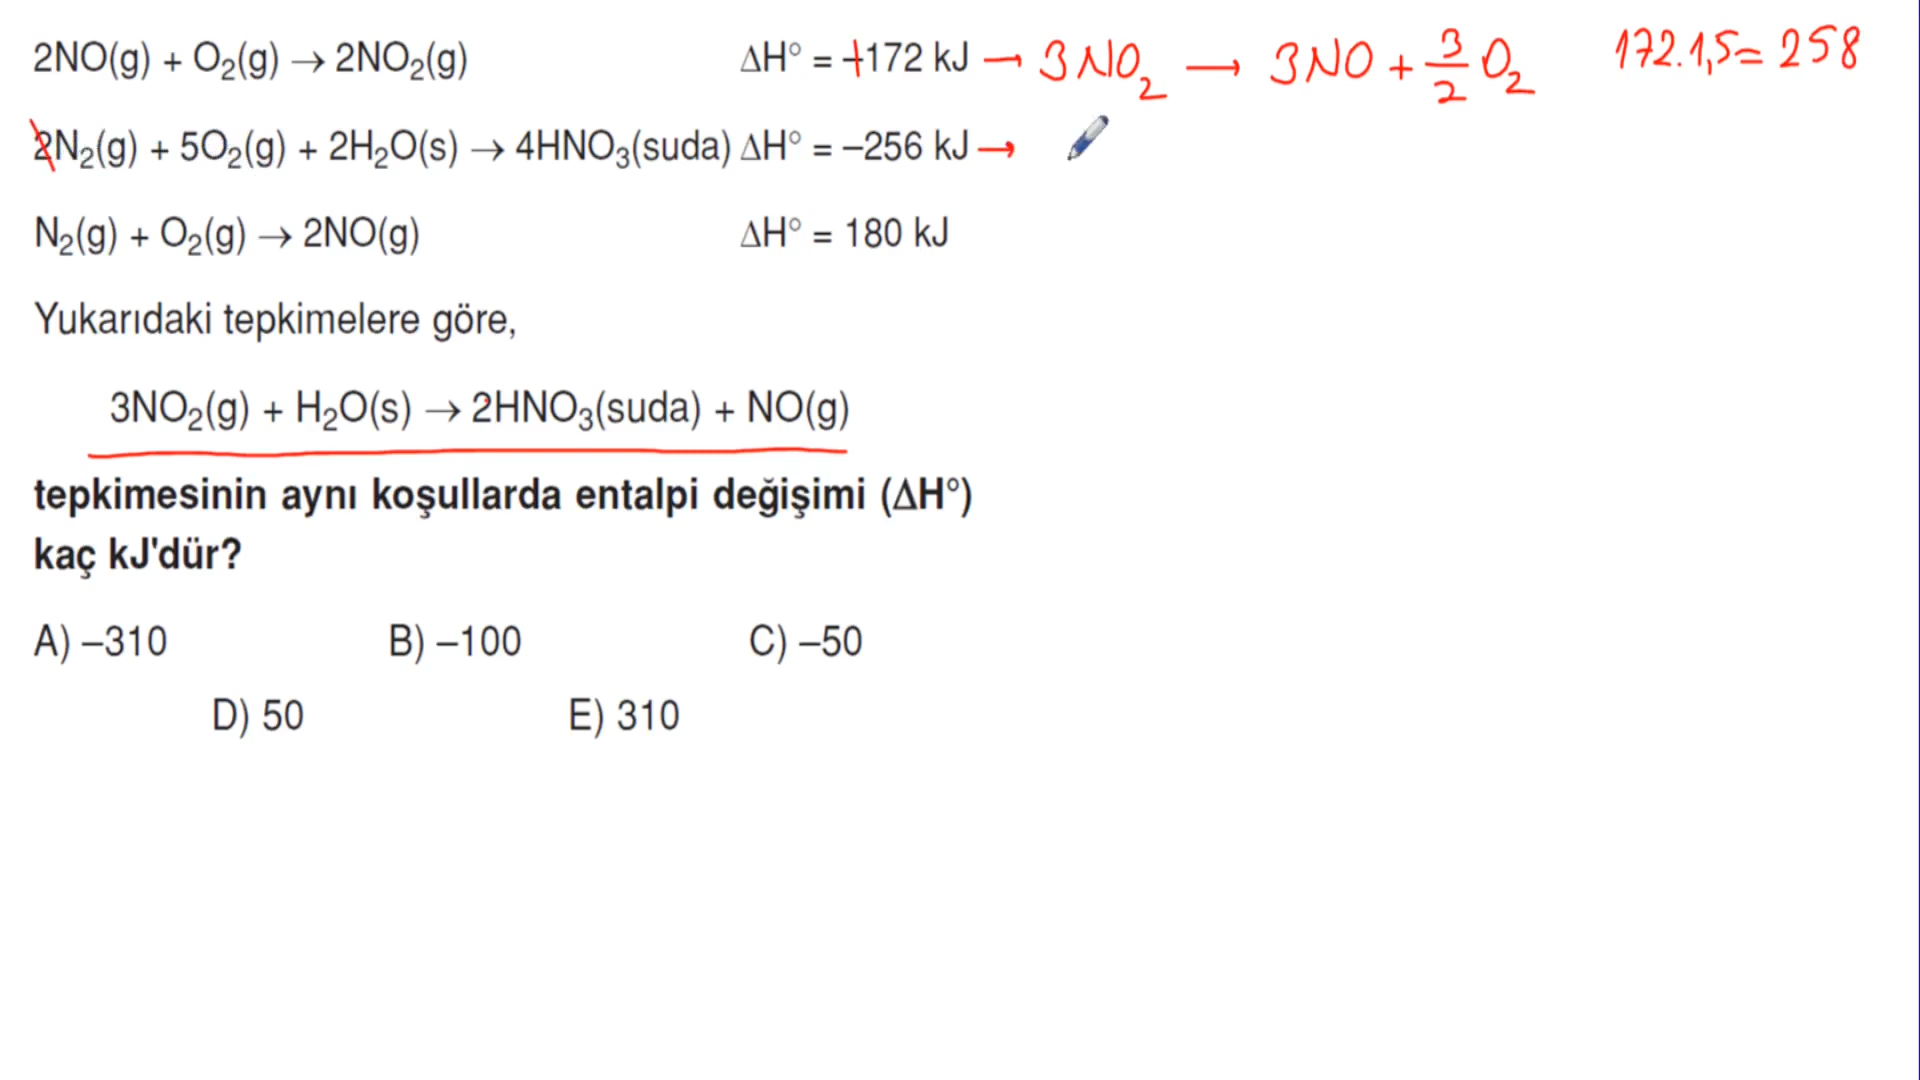 2NO(g) + O₂(g) → 2NO₂(g) ΔH° = +172 kJ → 3NO₂ → 3NO + 3/2 O₂ 172.1,5 = 258
2N₂(g) + 5O₂(g) + 2H₂O(s) → 4HNO₃(suda) ΔH° = –256 kJ →
N₂(g) + O₂(g) → 2NO(g) ΔH° = 180 kJ
Yukarıdaki tepkimelere göre,
3NO₂(g) + H₂O(s) → 2HNO₃(suda) + NO(g)
tepkimesinin aynı koşullarda entalpi değişimi (ΔH°)
kaç kJ'dür?
A) –310 B) –100 C) –50
D) 50 E) 310